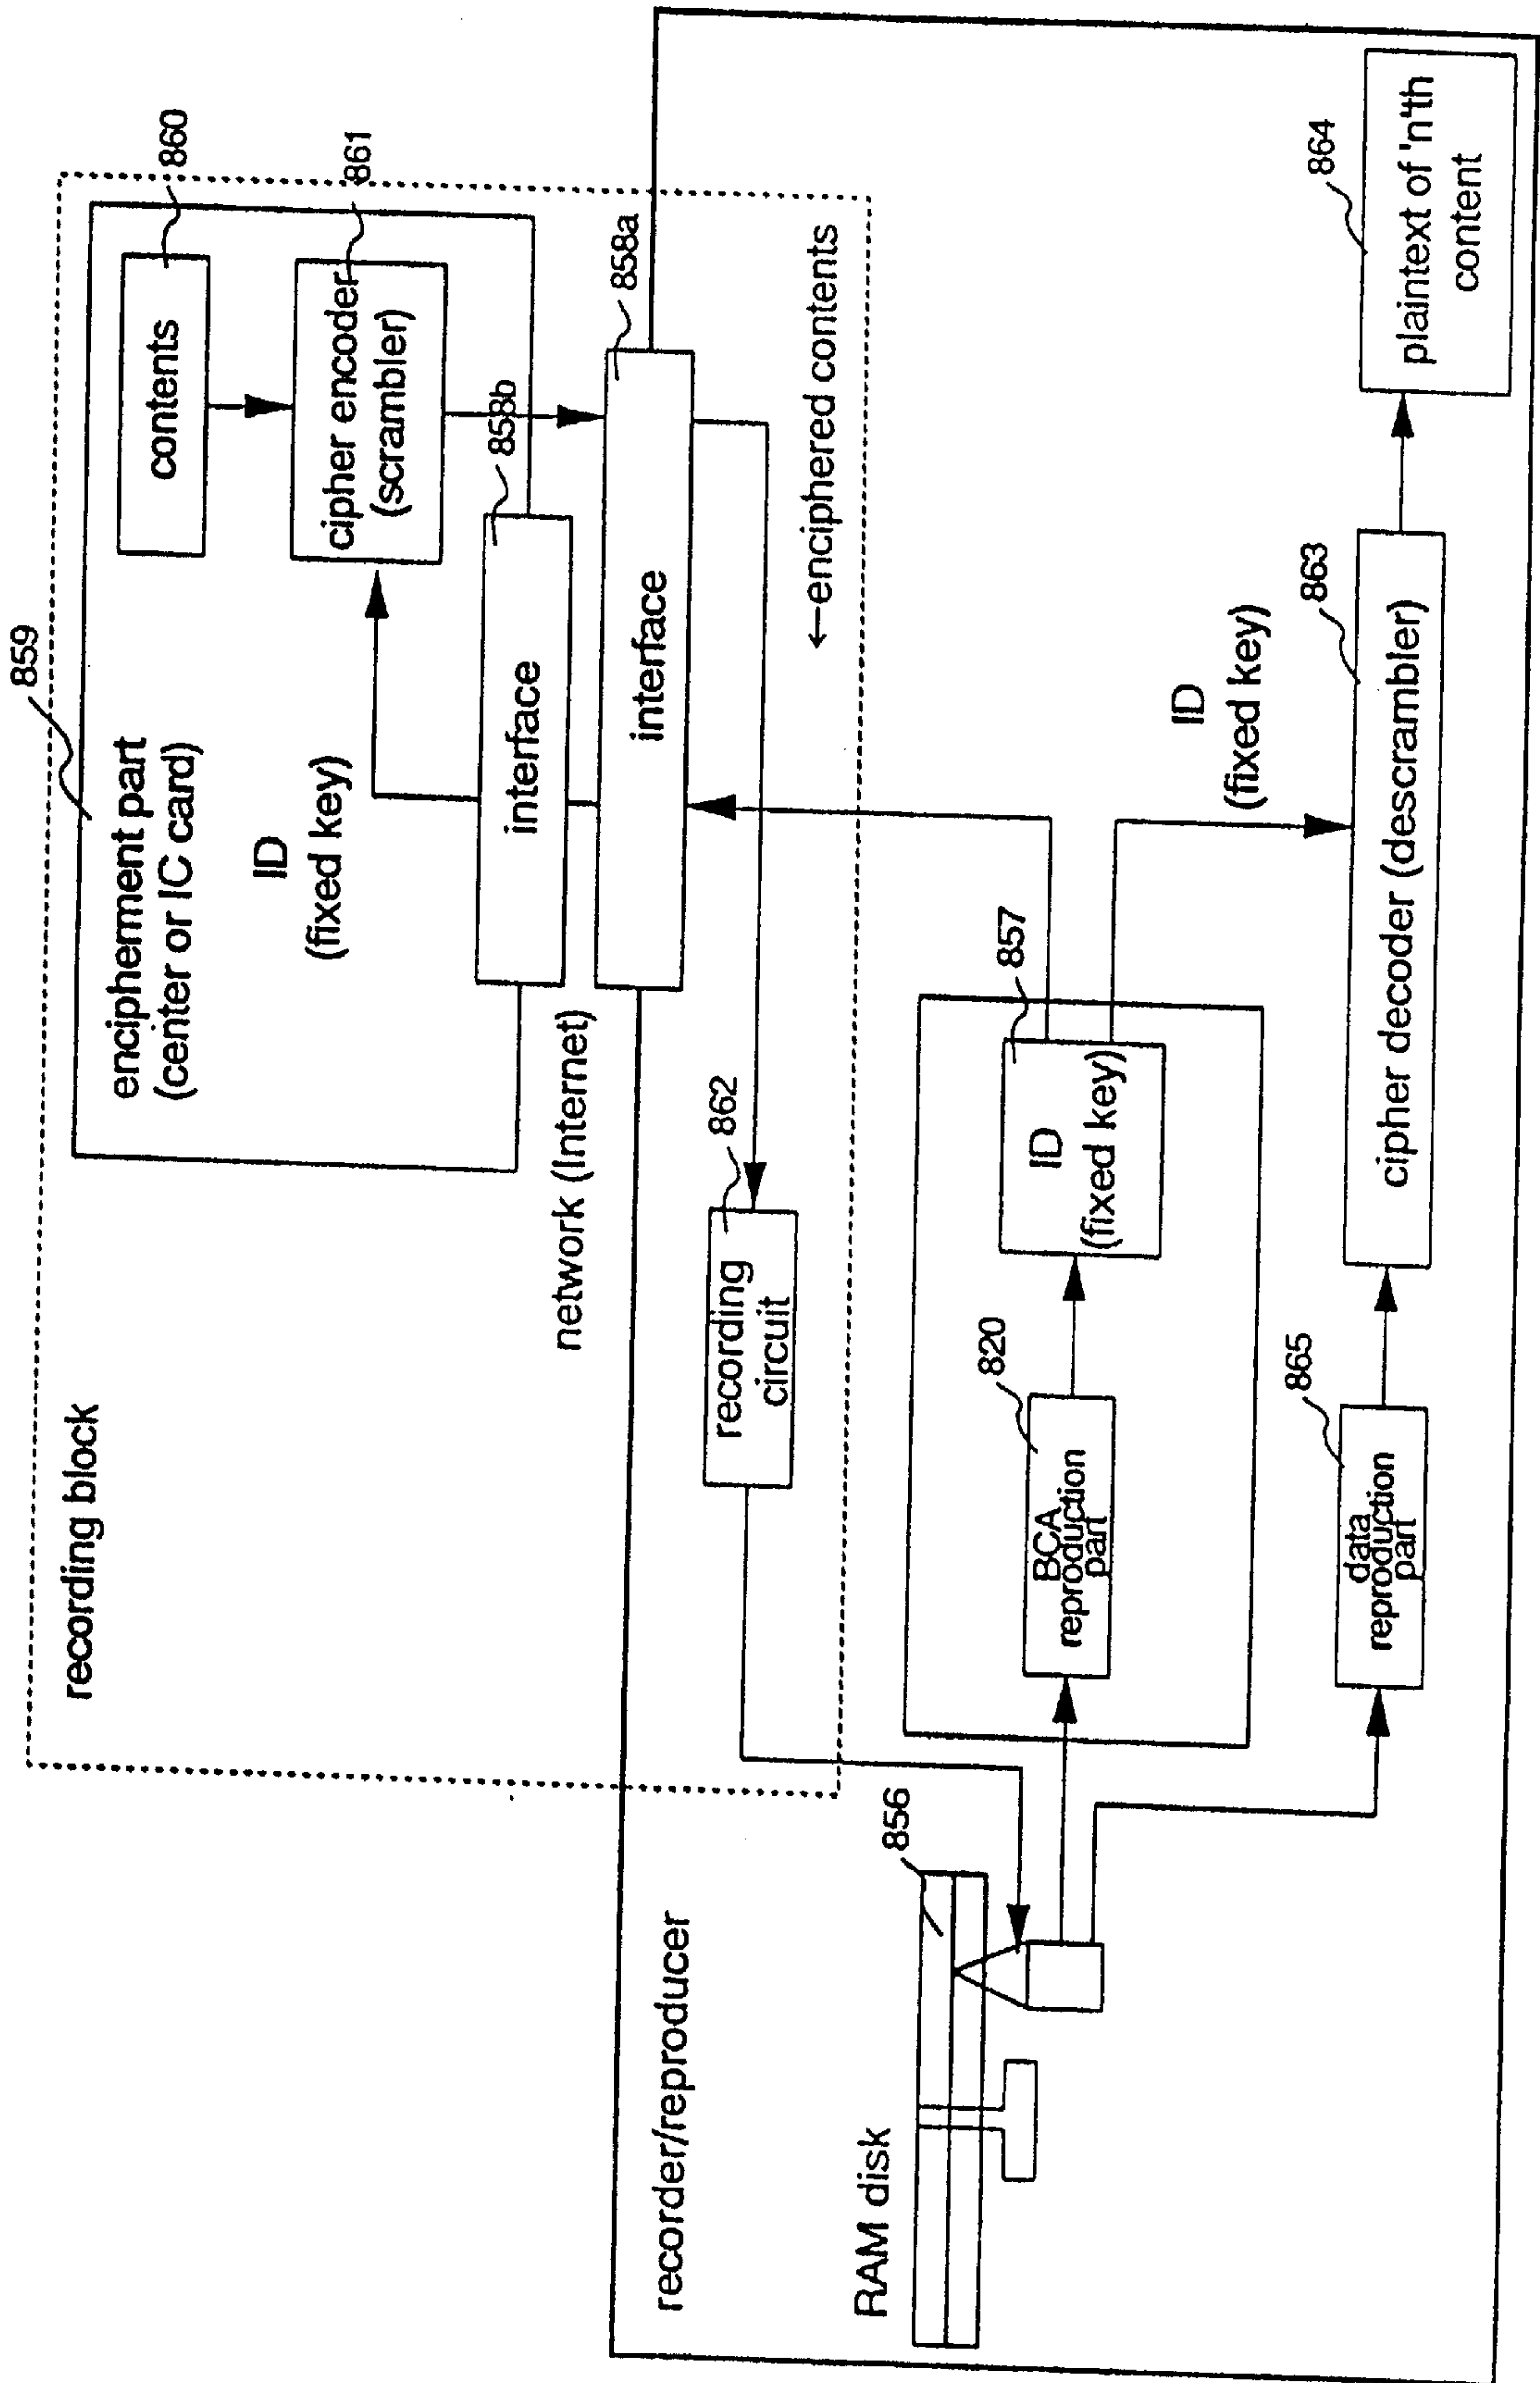 recording block
859
encipherment part
(center or IC card)
ID
(fixed key)
contents
860
cipher encoder
(scrambler)
861
interface
858b
network (Internet)
interface
858a
recording
circuit
862
←enciphered contents
recorder/reproducer
RAM disk
856
BCA
reproduction
part
820
ID
(fixed key)
857
ID
(fixed key)
data
reproduction
part
865
cipher decoder (descrambler)
863
plaintext of 'n'th
content
864